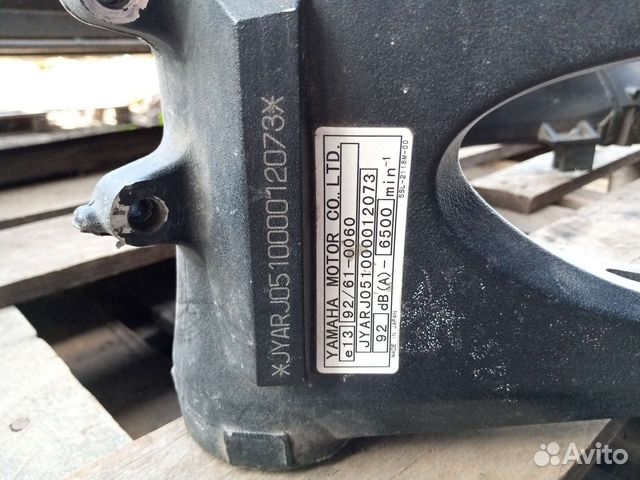 *JYARJ051000012073*
YAMAHA MOTOR CO., LTD.
e13 92/61-0060
JYARJ051000012073
92 dB(A)- 6500 min-1
MADE IN JAPAN
5SL-2118M-00
Avito